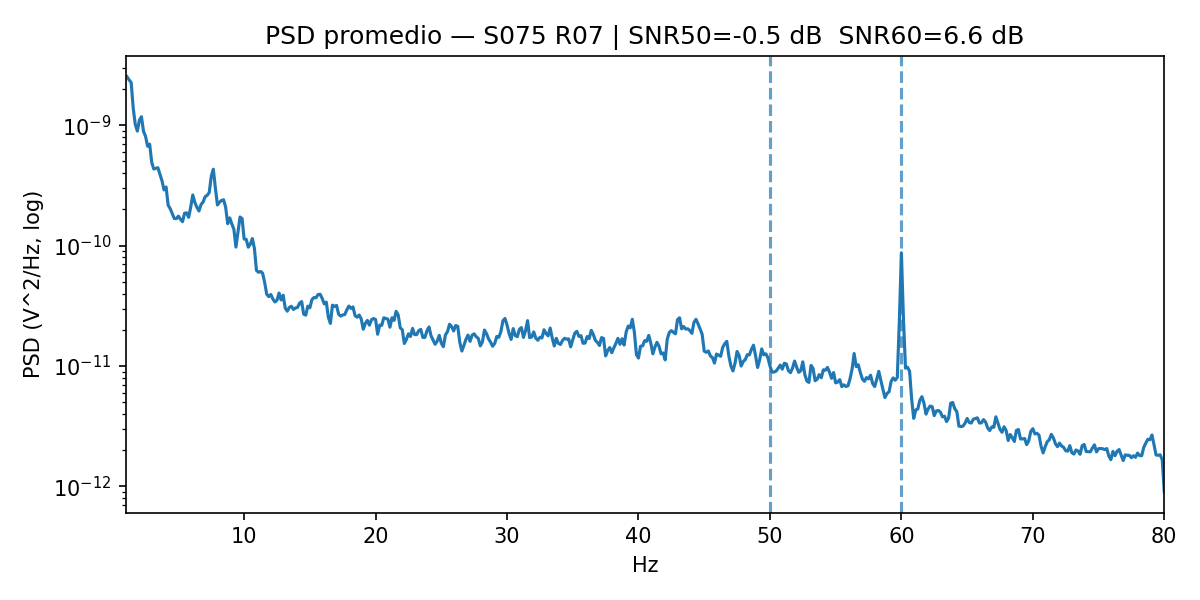 PSD promedio — S075 R07 | SNR50=-0.5 dB  SNR60=6.6 dB
PSD (V^2/Hz, log)
10⁻⁹
10⁻¹⁰
10⁻¹¹
10⁻¹²
10 20 30 40 50 60 70 80
Hz